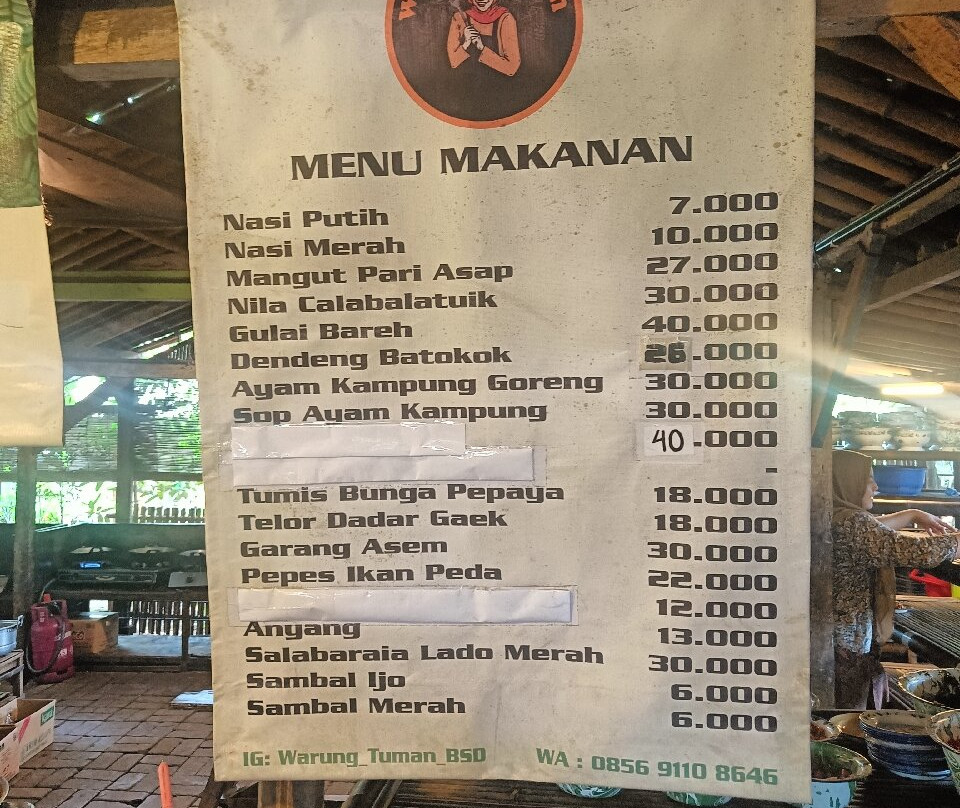 MENU MAKANAN
Nasi Putih 7.000
Nasi Merah 10.000
Mangut Pari Asap 27.000
Nila Calabalatuik 30.000
Gulai Bareh 40.000
Dendeng Batokok 26.000
Ayam Kampung Goreng 30.000
Sop Ayam Kampung 30.000
40.000
-
Tumis Bunga Pepaya 18.000
Telor Dadar Gaek 18.000
Garang Asem 30.000
Pepes Ikan Peda 22.000
12.000
Anyang 13.000
Salabaraia Lado Merah 30.000
Sambal Ijo 6.000
Sambal Merah 6.000
IG: Warung_Tuman_BSD WA : 0856 9110 8646